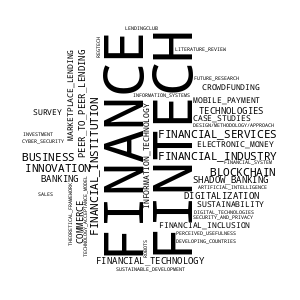 LENDINGCLUB
REGTECH
FINANCE
FINTECH
LITERATURE_REVIEW
MARKETPLACE_LENDING
PEER_TO_PEER_LENDING
FUTURE_RESEARCH
CROWDFUNDING
INFORMATION_SYSTEMS
MOBILE_PAYMENT
FINANCIAL_INSTITUTION
INFORMATION_TECHNOLOGY
SURVEY
TECHNOLOGIES
CASE_STUDIES
DESIGN/METHODOLOGY/APPROACH
INVESTMENT
FINANCIAL_SERVICES
CYBER_SECURITY
ELECTRONIC_MONEY
BUSINESS
FINANCIAL_INDUSTRY
FINANCIAL_SYSTEM
INNOVATION
BLOCKCHAIN
BANKING
SHADOW_BANKING
ARTIFICIAL_INTELLIGENCE
SALES
DIGITALIZATION
THEORETICAL_FRAMEWORK
COMMERCE
TECHNOLOGY_ACCEPTANCE_MODEL
SUSTAINABILITY
DIGITAL_TECHNOLOGIES
SECURITY_AND_PRIVACY
FINANCIAL_INCLUSION
PERCEIVED_USEFULNESS
ROBOTS
DEVELOPING_COUNTRIES
FINANCIAL_TECHNOLOGY
SUSTAINABLE_DEVELOPMENT